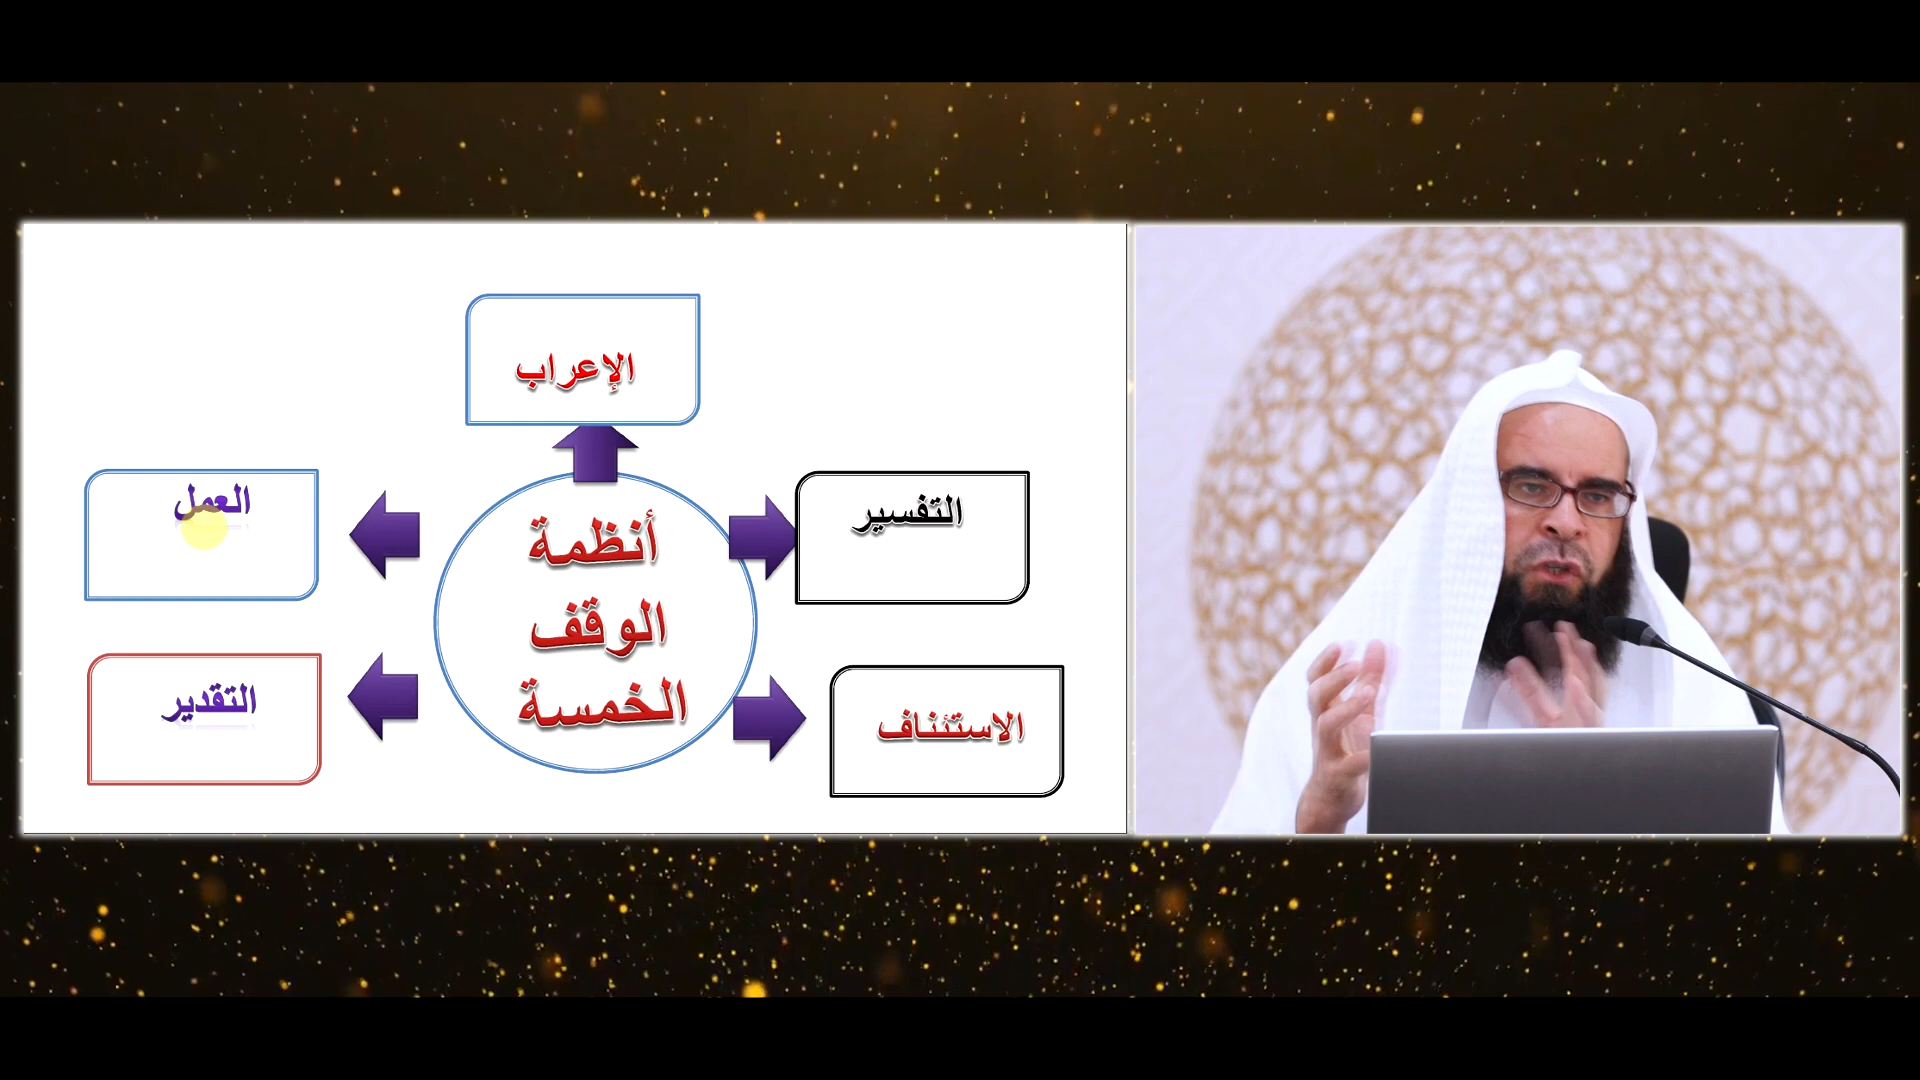 الإعراب
التفسير
العمل
أنظمة
الوقف
الخمسة
الاستئناف
التقدير